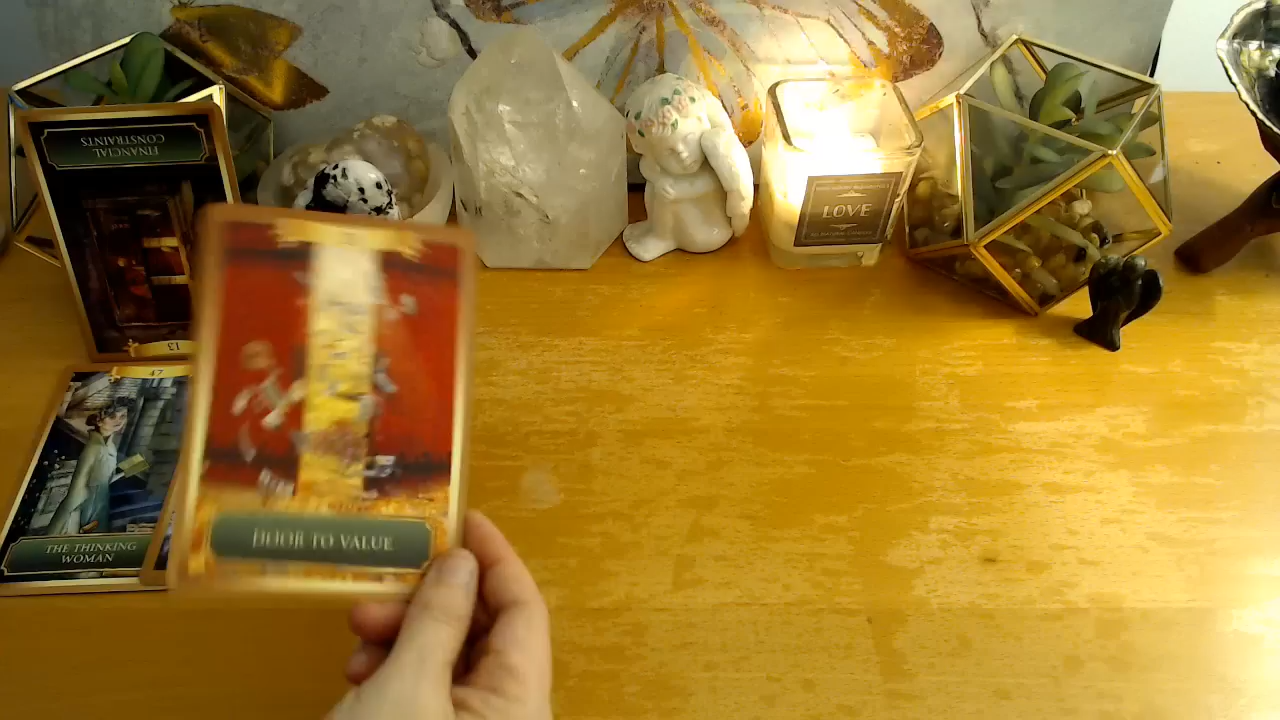 FINANCIAL
CONSTRAINTS
13
47
THE THINKING
WOMAN
DOOR TO VALUE
LOVE